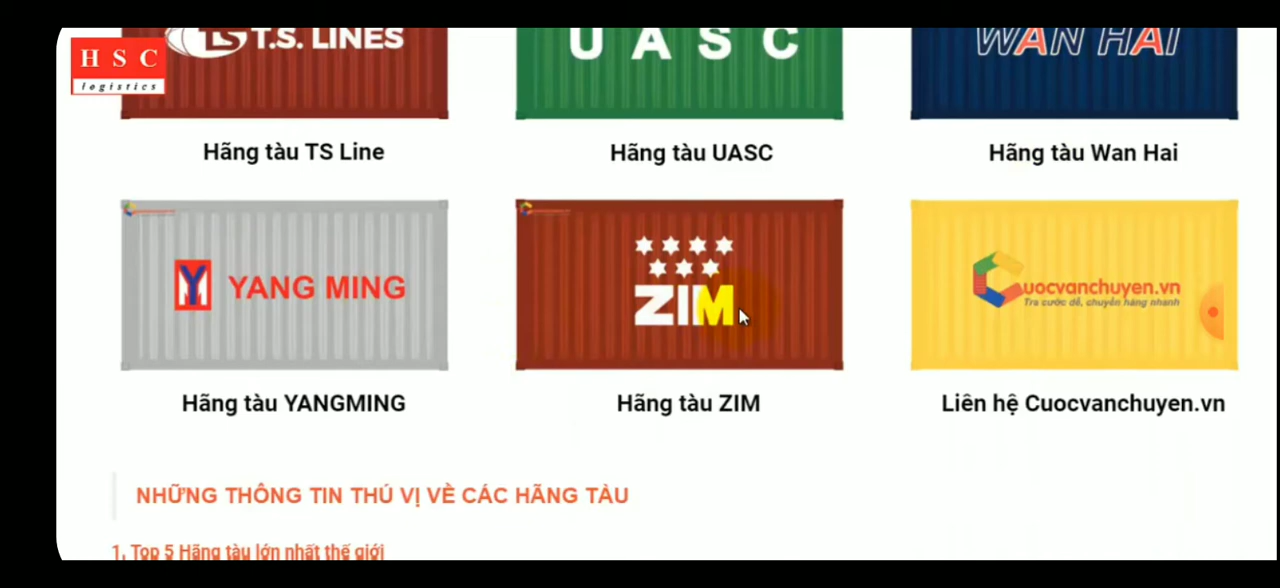 H S C
logistics
T.S. LINES
U A S C
WAN HAI
Hãng tàu TS Line
Hãng tàu UASC
Hãng tàu Wan Hai
YANG MING
ZIM
Cuocvanchuyen.vn
Tra cước dễ, chuyển hàng nhanh
Hãng tàu YANGMING
Hãng tàu ZIM
Liên hệ Cuocvanchuyen.vn
NHỮNG THÔNG TIN THÚ VỊ VỀ CÁC HÃNG TÀU
1. Top 5 Hãng tàu lớn nhất thế giới